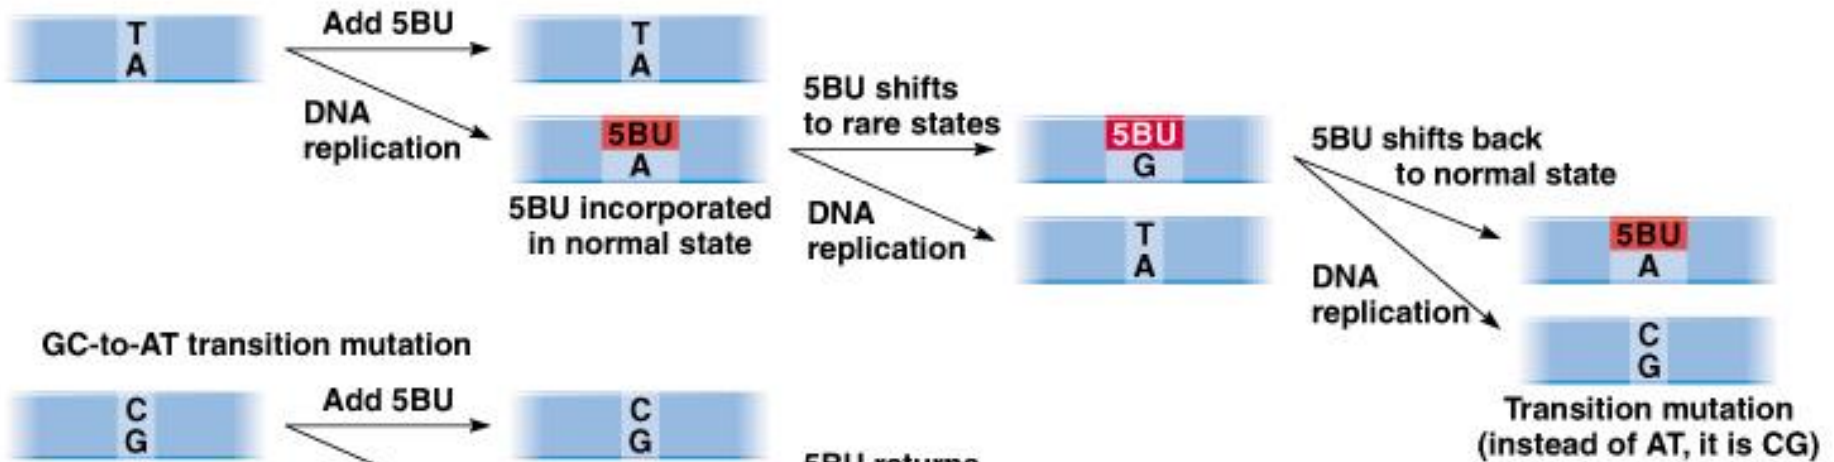 T
A
Add 5BU
DNA
replication
T
A
5BU
A
5BU incorporated
in normal state
5BU shifts
to rare states
DNA
replication
5BU
G
T
A
5BU shifts back
to normal state
DNA
replication
5BU
A
C
G
Transition mutation
(instead of AT, it is CG)
GC-to-AT transition mutation
C
G
Add 5BU
C
G
5BU returns